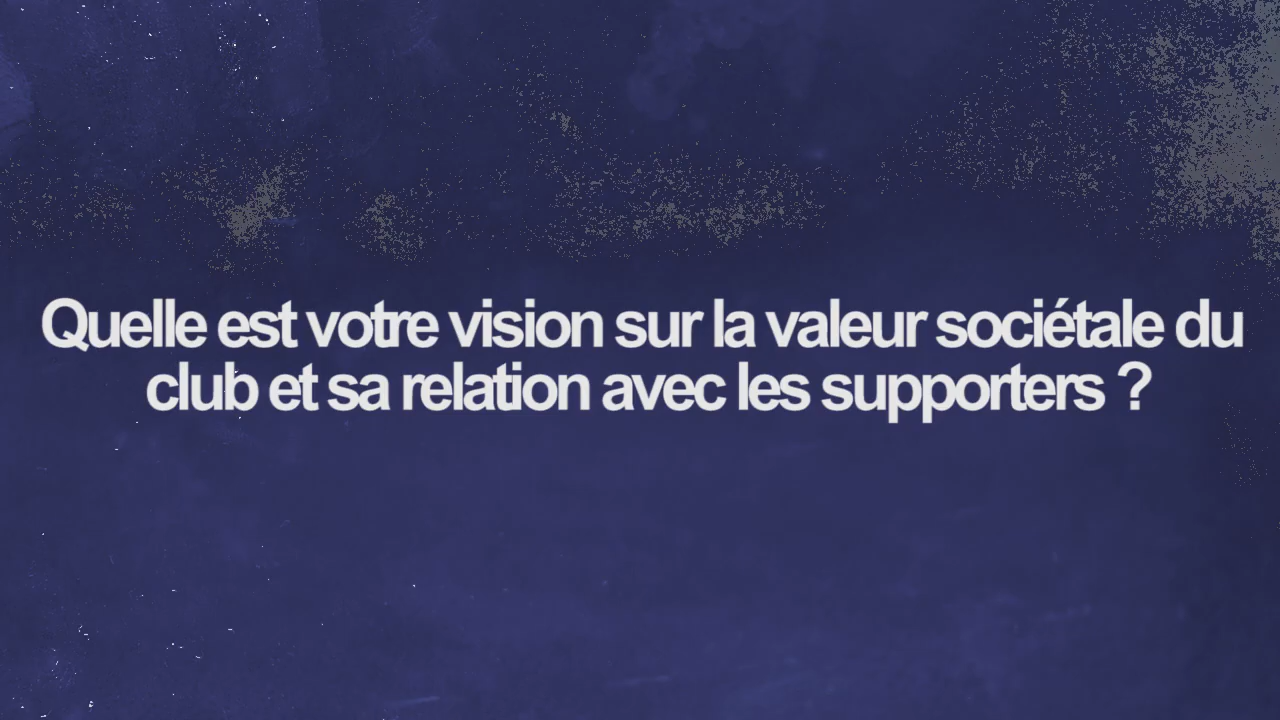 Quelle est votre vision sur la valeur sociétale du
club et sa relation avec les supporters ?